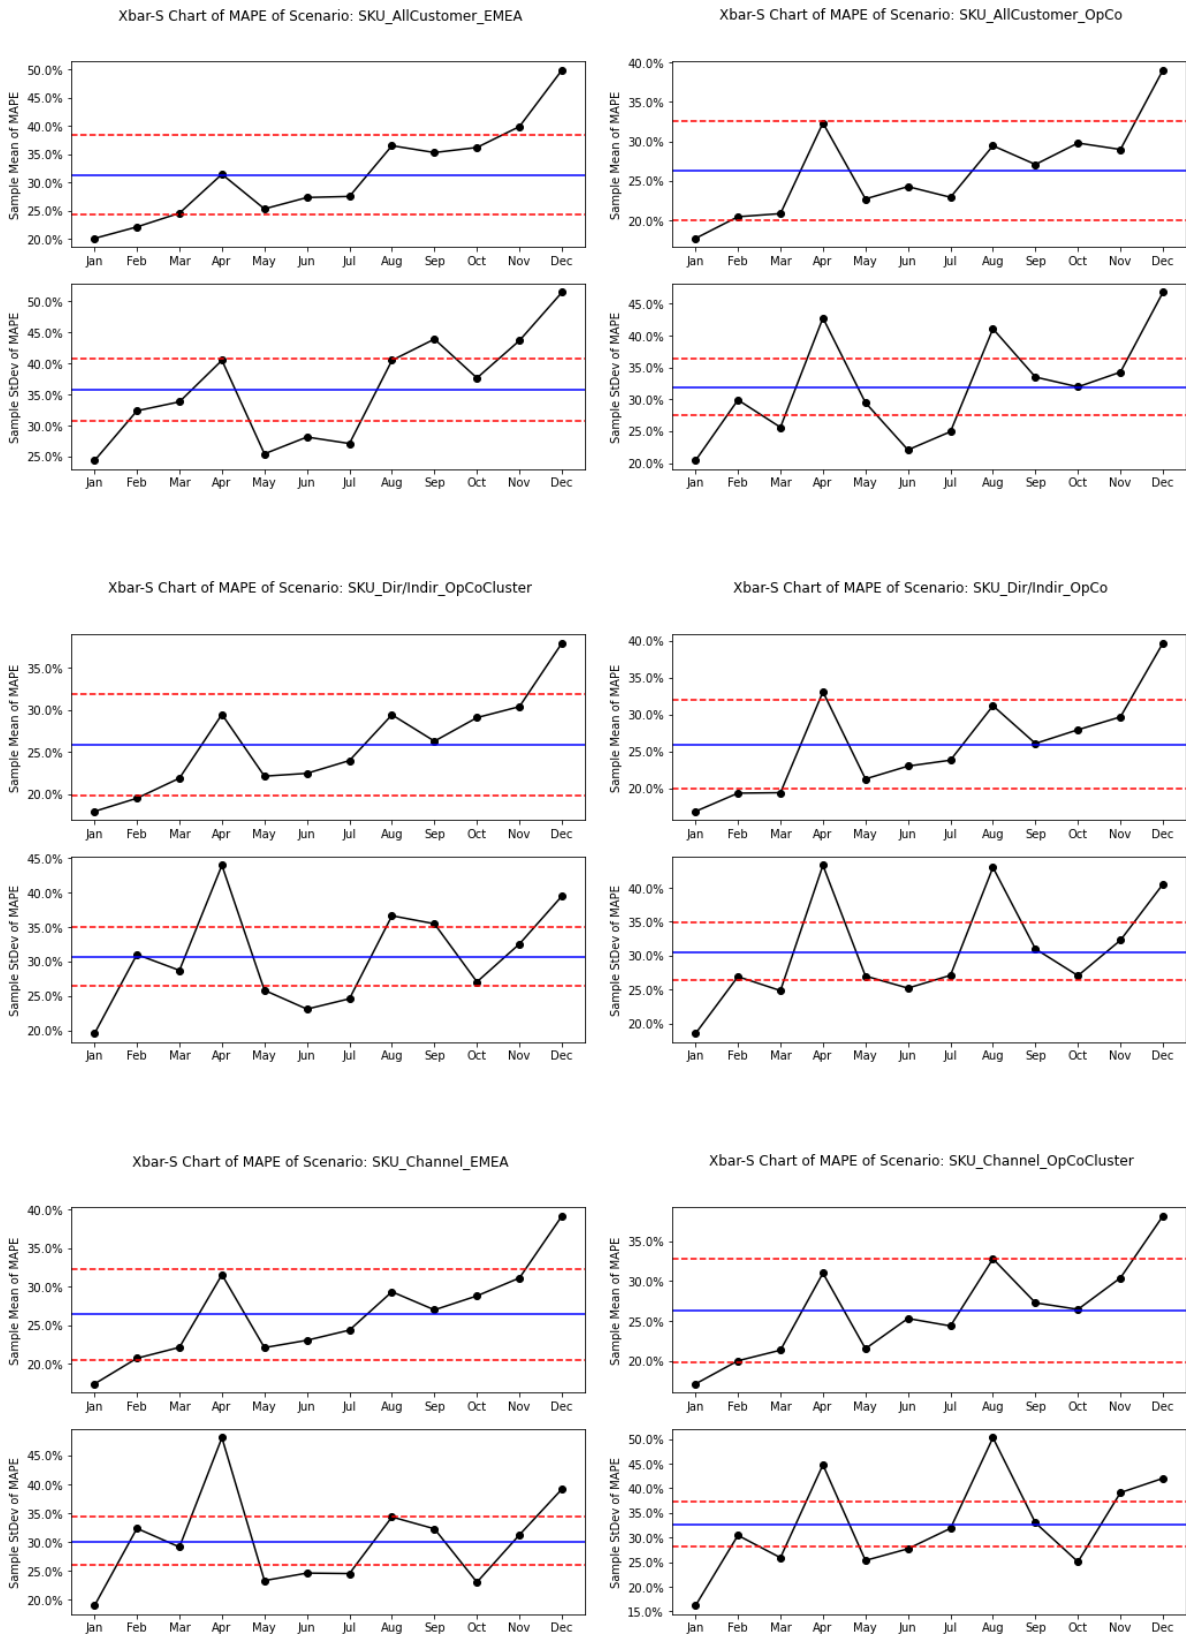 Xbar-S Chart of MAPE of Scenario: SKU_AllCustomer_EMEA
Sample Mean of MAPE
50.0%
45.0%
40.0%
35.0%
30.0%
25.0%
20.0%
Jan Feb Mar Apr May Jun Jul Aug Sep Oct Nov Dec
Sample StDev of MAPE
50.0%
45.0%
40.0%
35.0%
30.0%
25.0%
Jan Feb Mar Apr May Jun Jul Aug Sep Oct Nov Dec
Xbar-S Chart of MAPE of Scenario: SKU_AllCustomer_OpCo
Sample Mean of MAPE
40.0%
35.0%
30.0%
25.0%
20.0%
Jan Feb Mar Apr May Jun Jul Aug Sep Oct Nov Dec
Sample StDev of MAPE
45.0%
40.0%
35.0%
30.0%
25.0%
20.0%
Jan Feb Mar Apr May Jun Jul Aug Sep Oct Nov Dec
Xbar-S Chart of MAPE of Scenario: SKU_Dir/Indir_OpCoCluster
Sample Mean of MAPE
35.0%
30.0%
25.0%
20.0%
Jan Feb Mar Apr May Jun Jul Aug Sep Oct Nov Dec
Sample StDev of MAPE
45.0%
40.0%
35.0%
30.0%
25.0%
20.0%
Jan Feb Mar Apr May Jun Jul Aug Sep Oct Nov Dec
Xbar-S Chart of MAPE of Scenario: SKU_Dir/Indir_OpCo
Sample Mean of MAPE
40.0%
35.0%
30.0%
25.0%
20.0%
Jan Feb Mar Apr May Jun Jul Aug Sep Oct Nov Dec
Sample StDev of MAPE
40.0%
35.0%
30.0%
25.0%
20.0%
Jan Feb Mar Apr May Jun Jul Aug Sep Oct Nov Dec
Xbar-S Chart of MAPE of Scenario: SKU_Channel_EMEA
Sample Mean of MAPE
40.0%
35.0%
30.0%
25.0%
20.0%
Jan Feb Mar Apr May Jun Jul Aug Sep Oct Nov Dec
Sample StDev of MAPE
45.0%
40.0%
35.0%
30.0%
25.0%
20.0%
Jan Feb Mar Apr May Jun Jul Aug Sep Oct Nov Dec
Xbar-S Chart of MAPE of Scenario: SKU_Channel_OpCoCluster
Sample Mean of MAPE
35.0%
30.0%
25.0%
20.0%
Jan Feb Mar Apr May Jun Jul Aug Sep Oct Nov Dec
Sample StDev of MAPE
50.0%
45.0%
40.0%
35.0%
30.0%
25.0%
20.0%
15.0%
Jan Feb Mar Apr May Jun Jul Aug Sep Oct Nov Dec